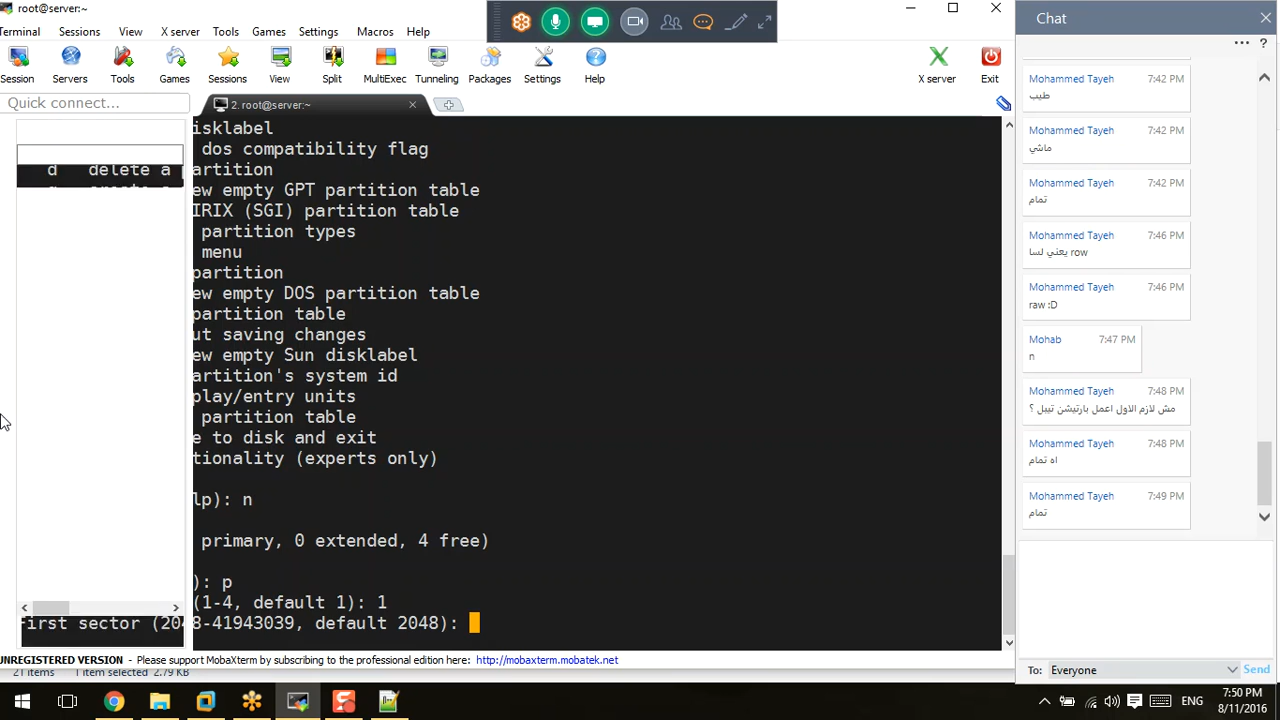 root@server:~
Terminal Sessions View X server Tools Games Settings Macros Help
Session Servers Tools Games Sessions View Split MultiExec Tunneling Packages Settings Help X server Exit
Quick connect...
2. root@server:~
d delete a p
isklabel
dos compatibility flag
artition
ew empty GPT partition table
IRIX (SGI) partition table
partition types
menu
partition
ew empty DOS partition table
partition table
ut saving changes
ew empty Sun disklabel
artition's system id
play/entry units
partition table
e to disk and exit
tionality (experts only)
lp): n
primary, 0 extended, 4 free)
): p
(1-4, default 1): 1
First sector (2048-41943039, default 2048):
UNREGISTERED VERSION - Please support MobaXterm by subscribing to the professional edition here: http://mobaxterm.mobatek.net
21 items 1 item selected 2.79 KB
Chat
Mohammed Tayeh 7:42 PM
طيب
Mohammed Tayeh 7:42 PM
ماشي
Mohammed Tayeh 7:42 PM
تمام
Mohammed Tayeh 7:46 PM
يعني لسا row
Mohammed Tayeh 7:46 PM
raw :D
Mohab 7:47 PM
n
Mohammed Tayeh 7:48 PM
مش لازم الاول اعمل بارتيشن تيبل ؟
Mohammed Tayeh 7:48 PM
اه تمام
Mohammed Tayeh 7:49 PM
تمام
To: Everyone Send
ENG
7:50 PM
8/11/2016